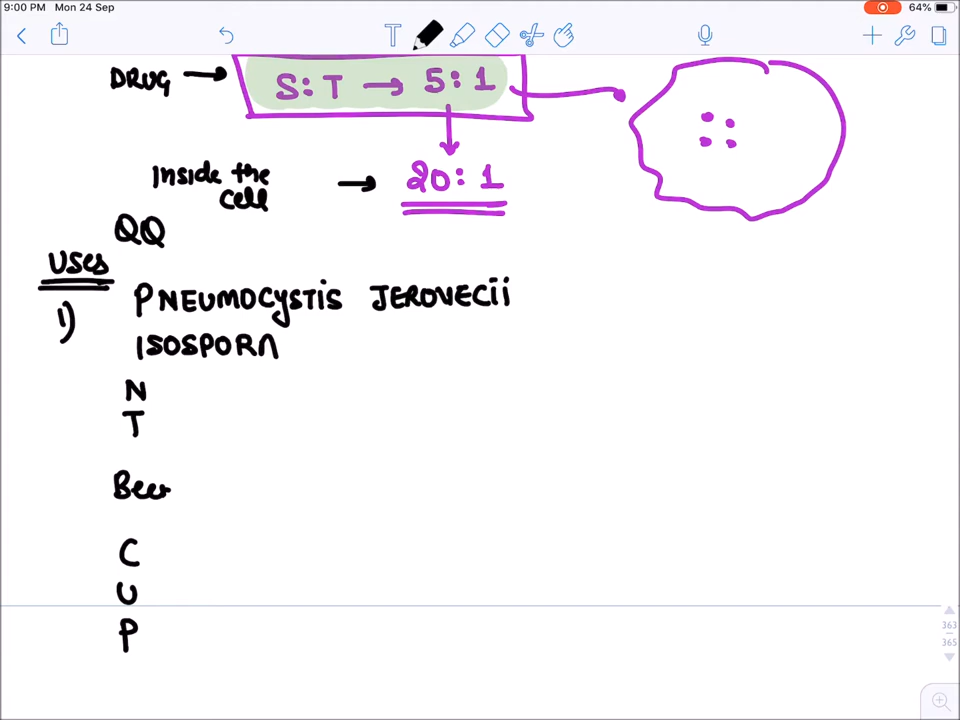 9:00 PM Mon 24 Sep
64%
T
DRUG → S:T → 5:1
Inside the cell → 20:1
QQ
Uses
1) PNEUMOCYSTIS JEROVECII
ISOSPORA
N
T
Beer
C
U
P
363
365